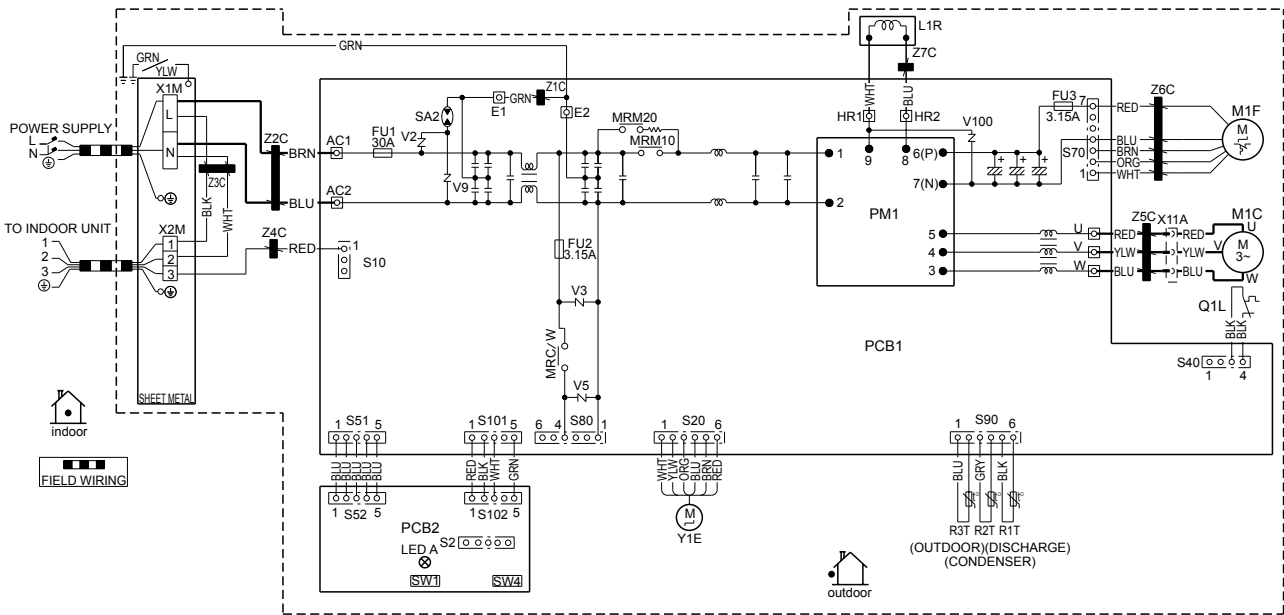 GRN
GRN
YLW
X1M
L
N
POWER SUPPLY
L
N
Z3C
BLK
WHT
TO INDOOR UNIT
1
2
3
X2M
1
2
3
SHEET METAL
indoor
FIELD WIRING
Z2C
BRN
BLU
Z4C
RED
AC1
AC2
1
S10
FU1
30A
V2
SA2
V9
E1
GRN
Z1C
E2
MRM20
MRM10
FU2
3.15A
V3
MRC/W
V5
L1R
Z7C
WHT
BLU
HR1
HR2
V100
9
8
1
2
6(P)
7(N)
PM1
5
4
3
U
V
W
PCB1
FU3
3.15A
7
S70
1
RED
BLU
BRN
ORG
WHT
Z6C
M1F
M
Z5C
X11A
RED
YLW
BLU
RED
YLW
BLU
M1C
U
V
W
M
3~
Q1L
BLK
BLK
S40
1
4
1
S51
5
1
S101
5
6
4
S80
1
1
S20
6
1
S90
6
BLU
BLU
BLU
BLU
BLU
RED
BLK
WHT
GRN
1
S52
5
1
S102
5
PCB2
S2
LED A
SW1
SW4
WHT
YLW
ORG
BLU
BRN
RED
M
Y1E
BLU
GRY
BLK
R3T
R2T
R1T
(OUTDOOR)(DISCHARGE)
(CONDENSER)
outdoor